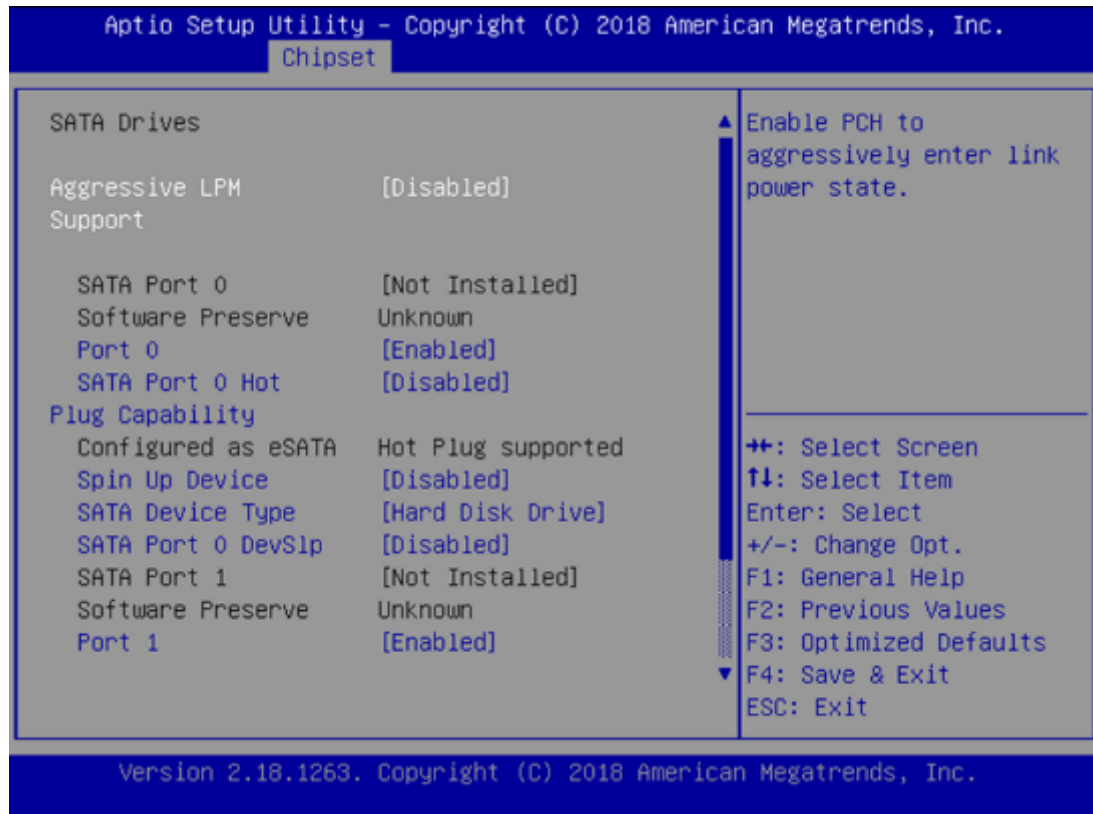 Aptio Setup Utility – Copyright (C) 2018 American Megatrends, Inc.
Chipset
SATA Drives
Aggressive LPM [Disabled]
Support
SATA Port 0 [Not Installed]
Software Preserve Unknown
Port 0 [Enabled]
SATA Port 0 Hot [Disabled]
Plug Capability
Configured as eSATA Hot Plug supported
Spin Up Device [Disabled]
SATA Device Type [Hard Disk Drive]
SATA Port 0 DevSlp [Disabled]
SATA Port 1 [Not Installed]
Software Preserve Unknown
Port 1 [Enabled]
Enable PCH to
aggressively enter link
power state.
→←: Select Screen
↑↓: Select Item
Enter: Select
+/-: Change Opt.
F1: General Help
F2: Previous Values
F3: Optimized Defaults
F4: Save & Exit
ESC: Exit
Version 2.18.1263. Copyright (C) 2018 American Megatrends, Inc.